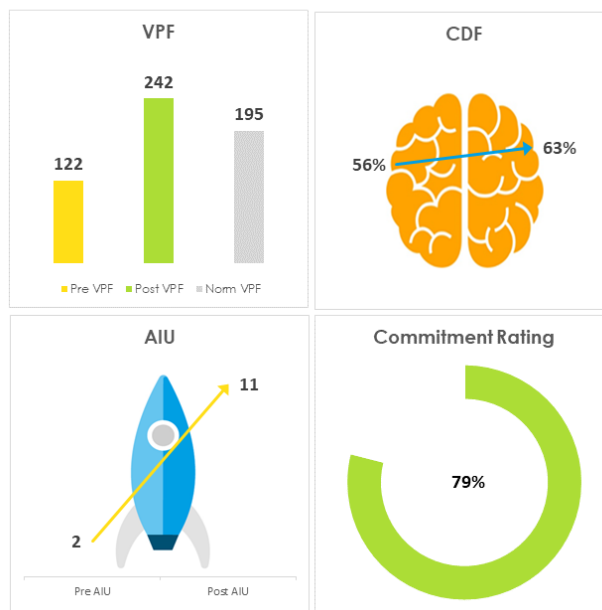 VPF
242
195
122
Pre VPF Post VPF Norm VPF
CDF
56%
63%
AIU
11
2
Pre AIU Post AIU
Commitment Rating
79%